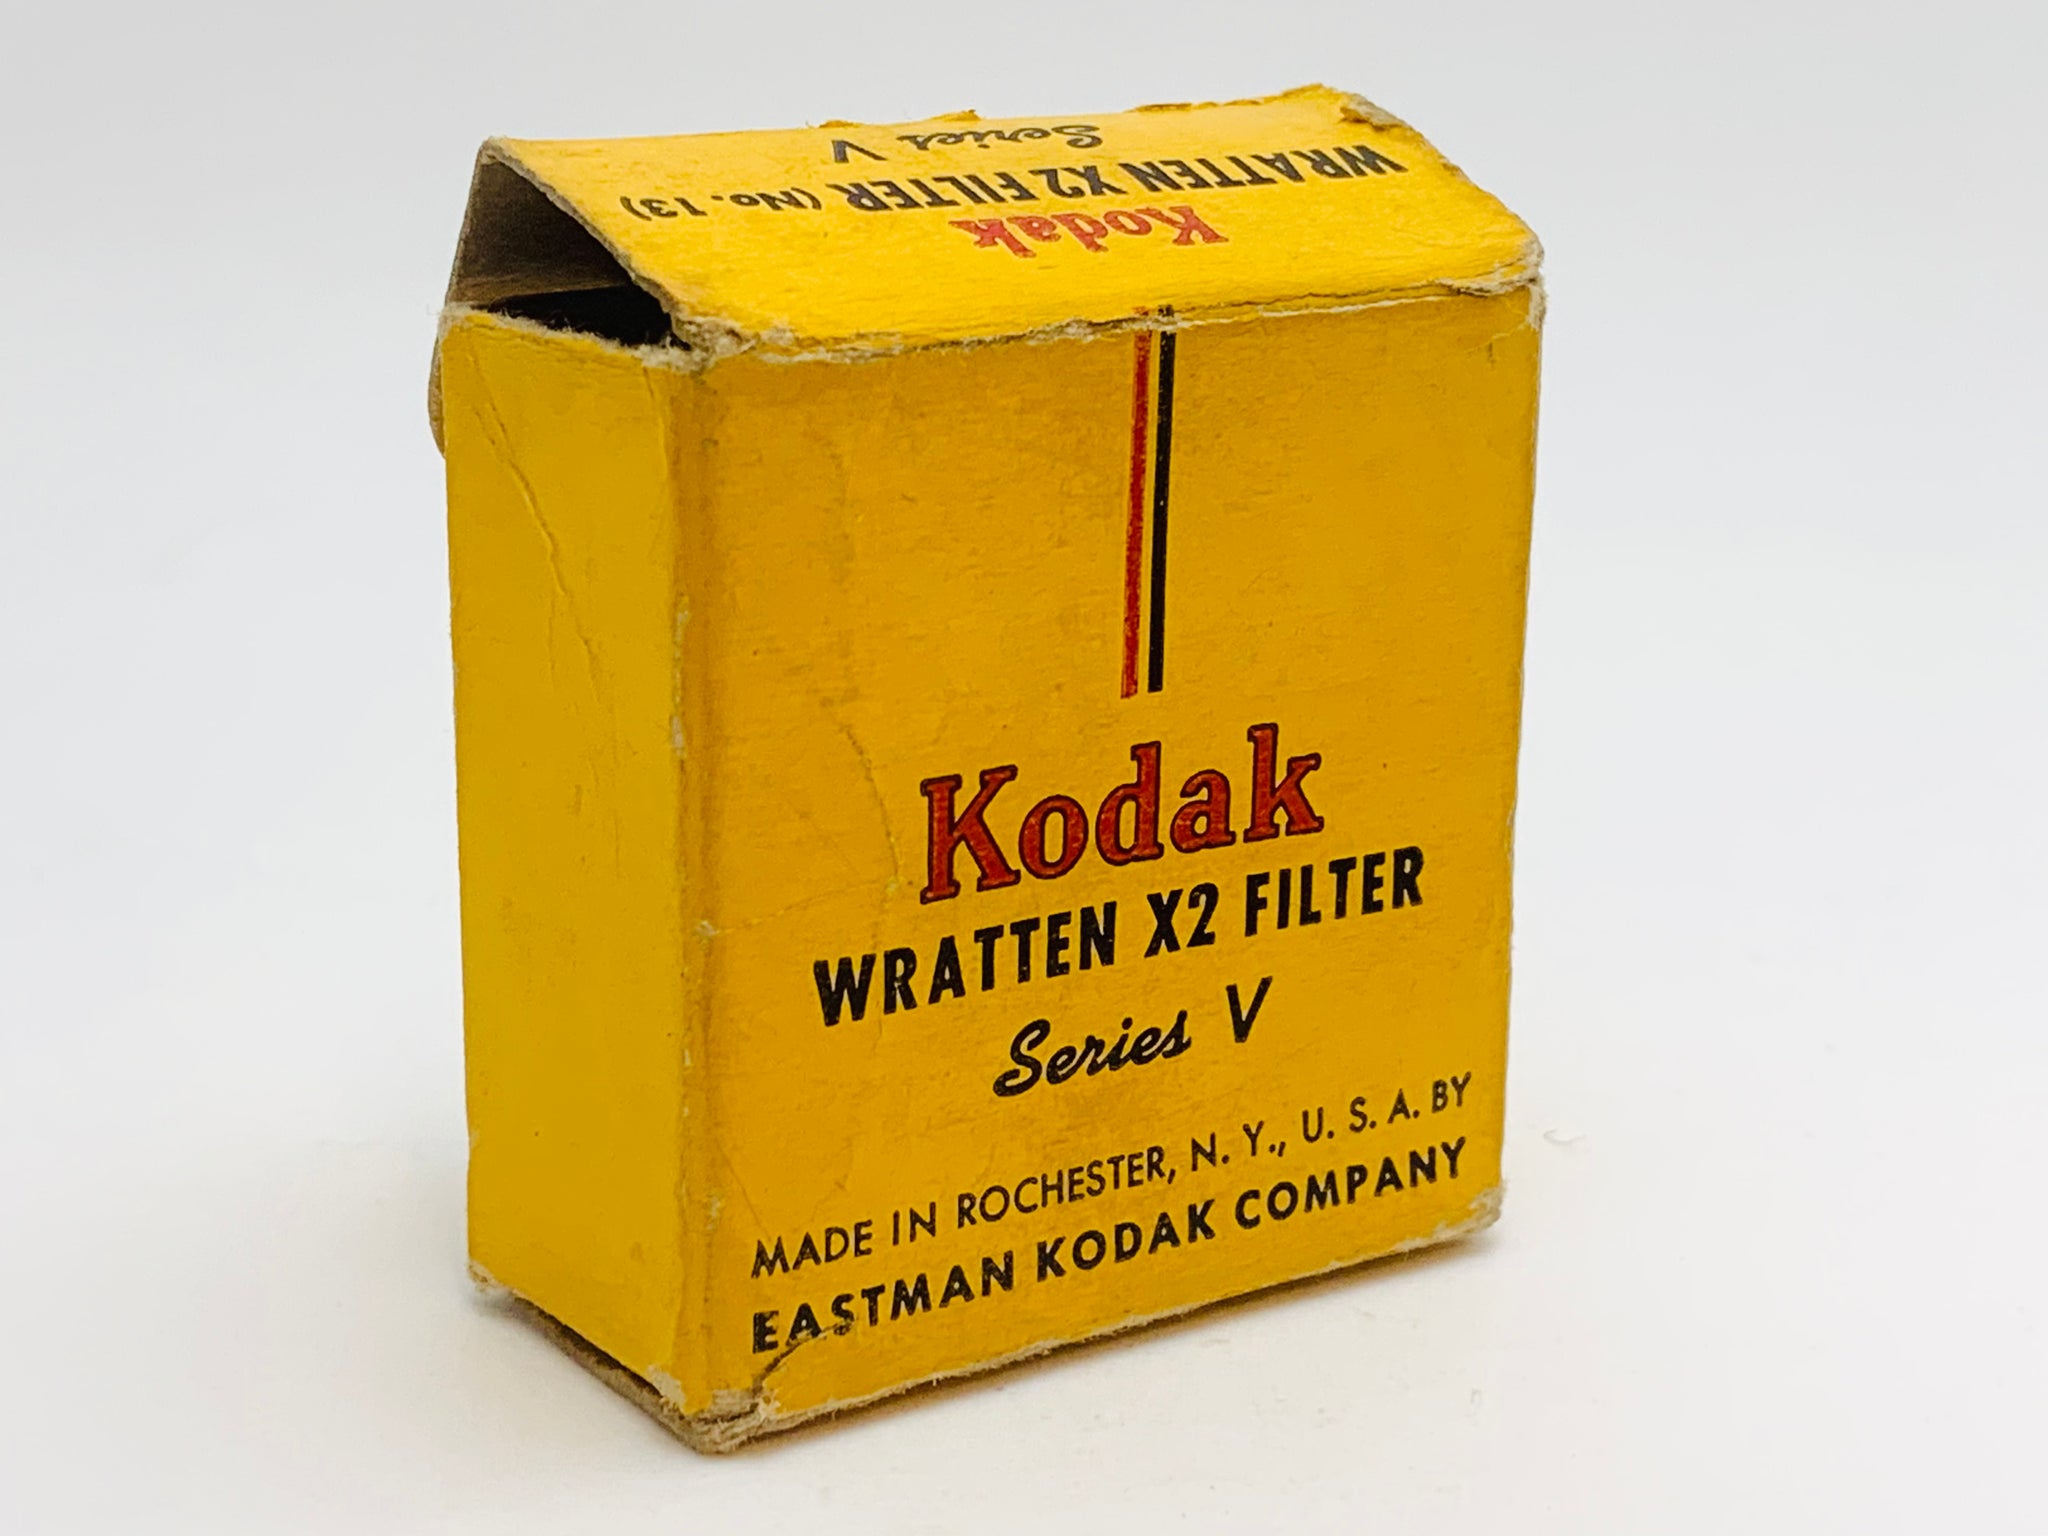 Kodak
WRATTEN X2 FILTER (No. 13)
Series V
Kodak
WRATTEN X2 FILTER
Series V
MADE IN ROCHESTER, N. Y., U. S. A. BY
EASTMAN KODAK COMPANY